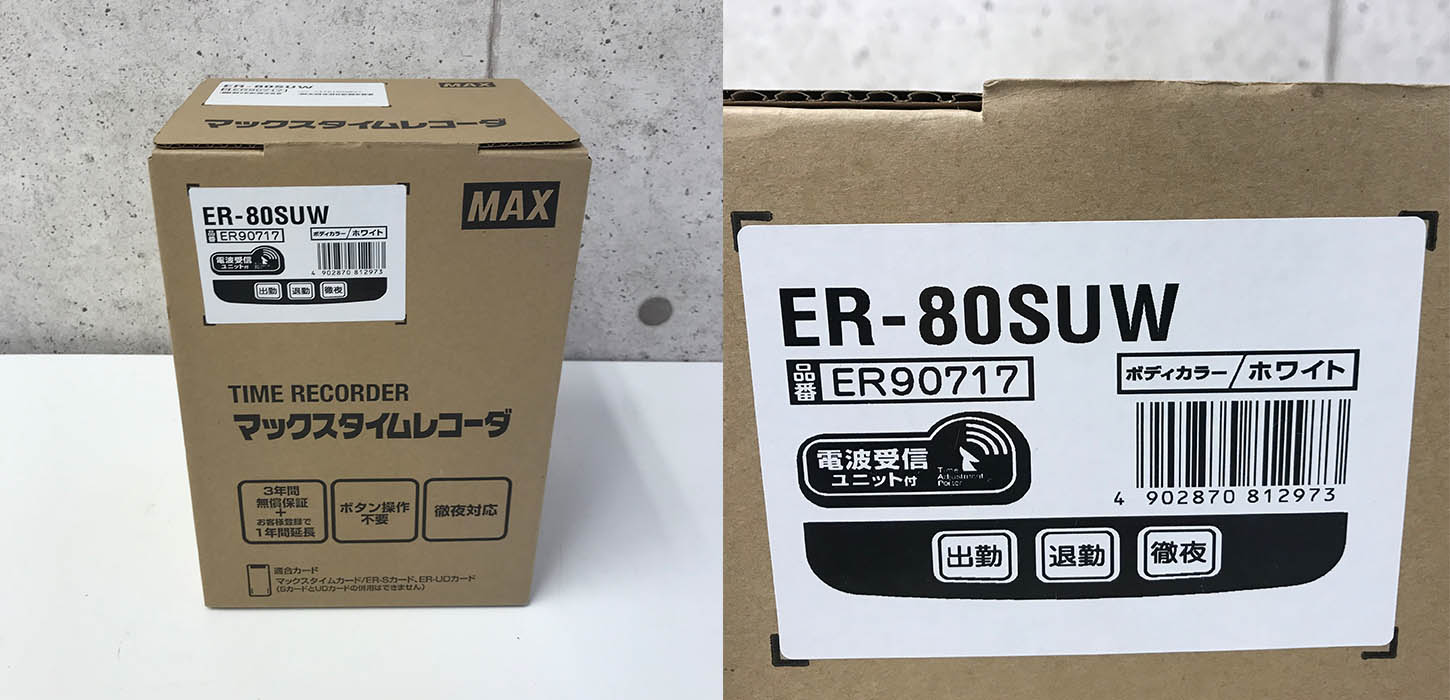 ER-80SUW
ER90717
MAX
マックスタイムレコーダ
MAX
ER-80SUW
品番 ER90717
ボディカラー/ホワイト
電波受信
ユニット付
4 902870 812973
出勤 退勤 徹夜
TIME RECORDER
マックスタイムレコーダ
3年間
無償保証
+
お客様登録で
1年間延長
ボタン操作
不要
徹夜対応
適合カード
マックスタイムカード/ER-Sカード、ER-UDカード
(SカードとUDカードの併用はできません)
ER-80SUW
品番 ER90717
ボディカラー/ホワイト
電波受信
ユニット付
Time
Adjustment
Porter
4 902870 812973
出勤 退勤 徹夜